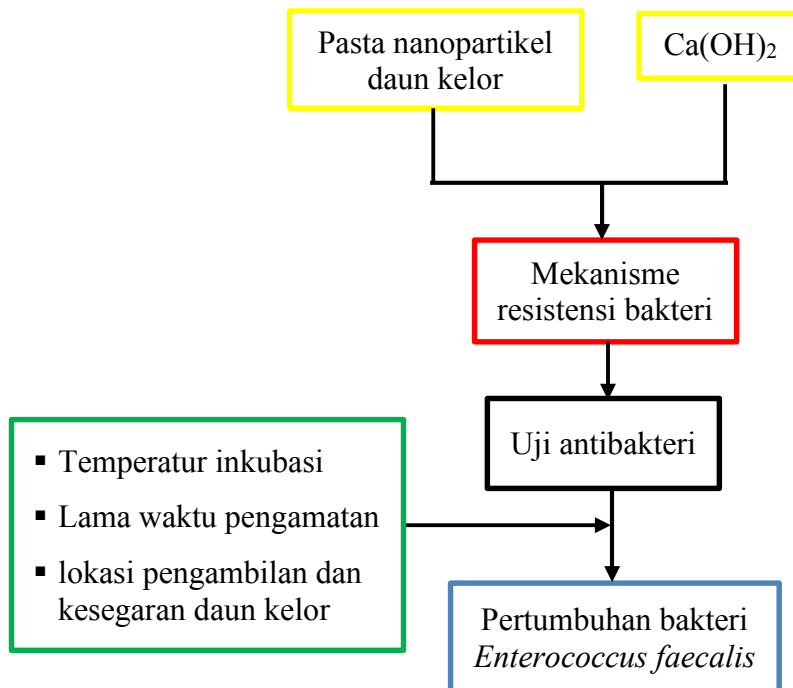 Pasta nanopartikel
daun kelor
Ca(OH)₂
Mekanisme
resistensi bakteri
Uji antibakteri
▪ Temperatur inkubasi
▪ Lama waktu pengamatan
▪ lokasi pengambilan dan
kesegaran daun kelor
Pertumbuhan bakteri
Enterococcus faecalis